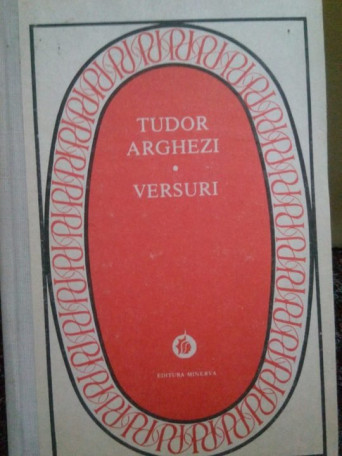 TUDOR
ARGHEZI
*
VERSURI
EDITURA MINERVA